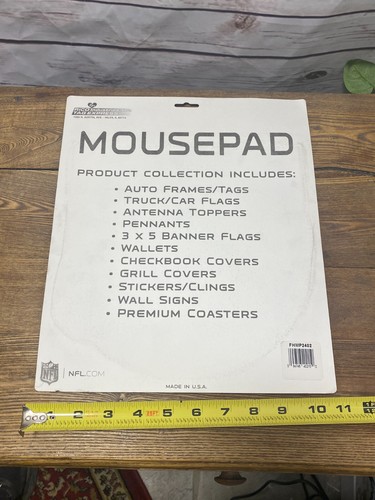 MOUSEPAD
PRODUCT COLLECTION INCLUDES:
• AUTO FRAMES/TAGS
• TRUCK/CAR FLAGS
• ANTENNA TOPPERS
• PENNANTS
• 3 X 5 BANNER FLAGS
• WALLETS
• CHECKBOOK COVERS
• GRILL COVERS
• STICKERS/CLINGS
• WALL SIGNS
• PREMIUM COASTERS
NFL
NFL.COM
MADE IN U.S.A.
1 2 3 4 5 6 7 8 9 10 11